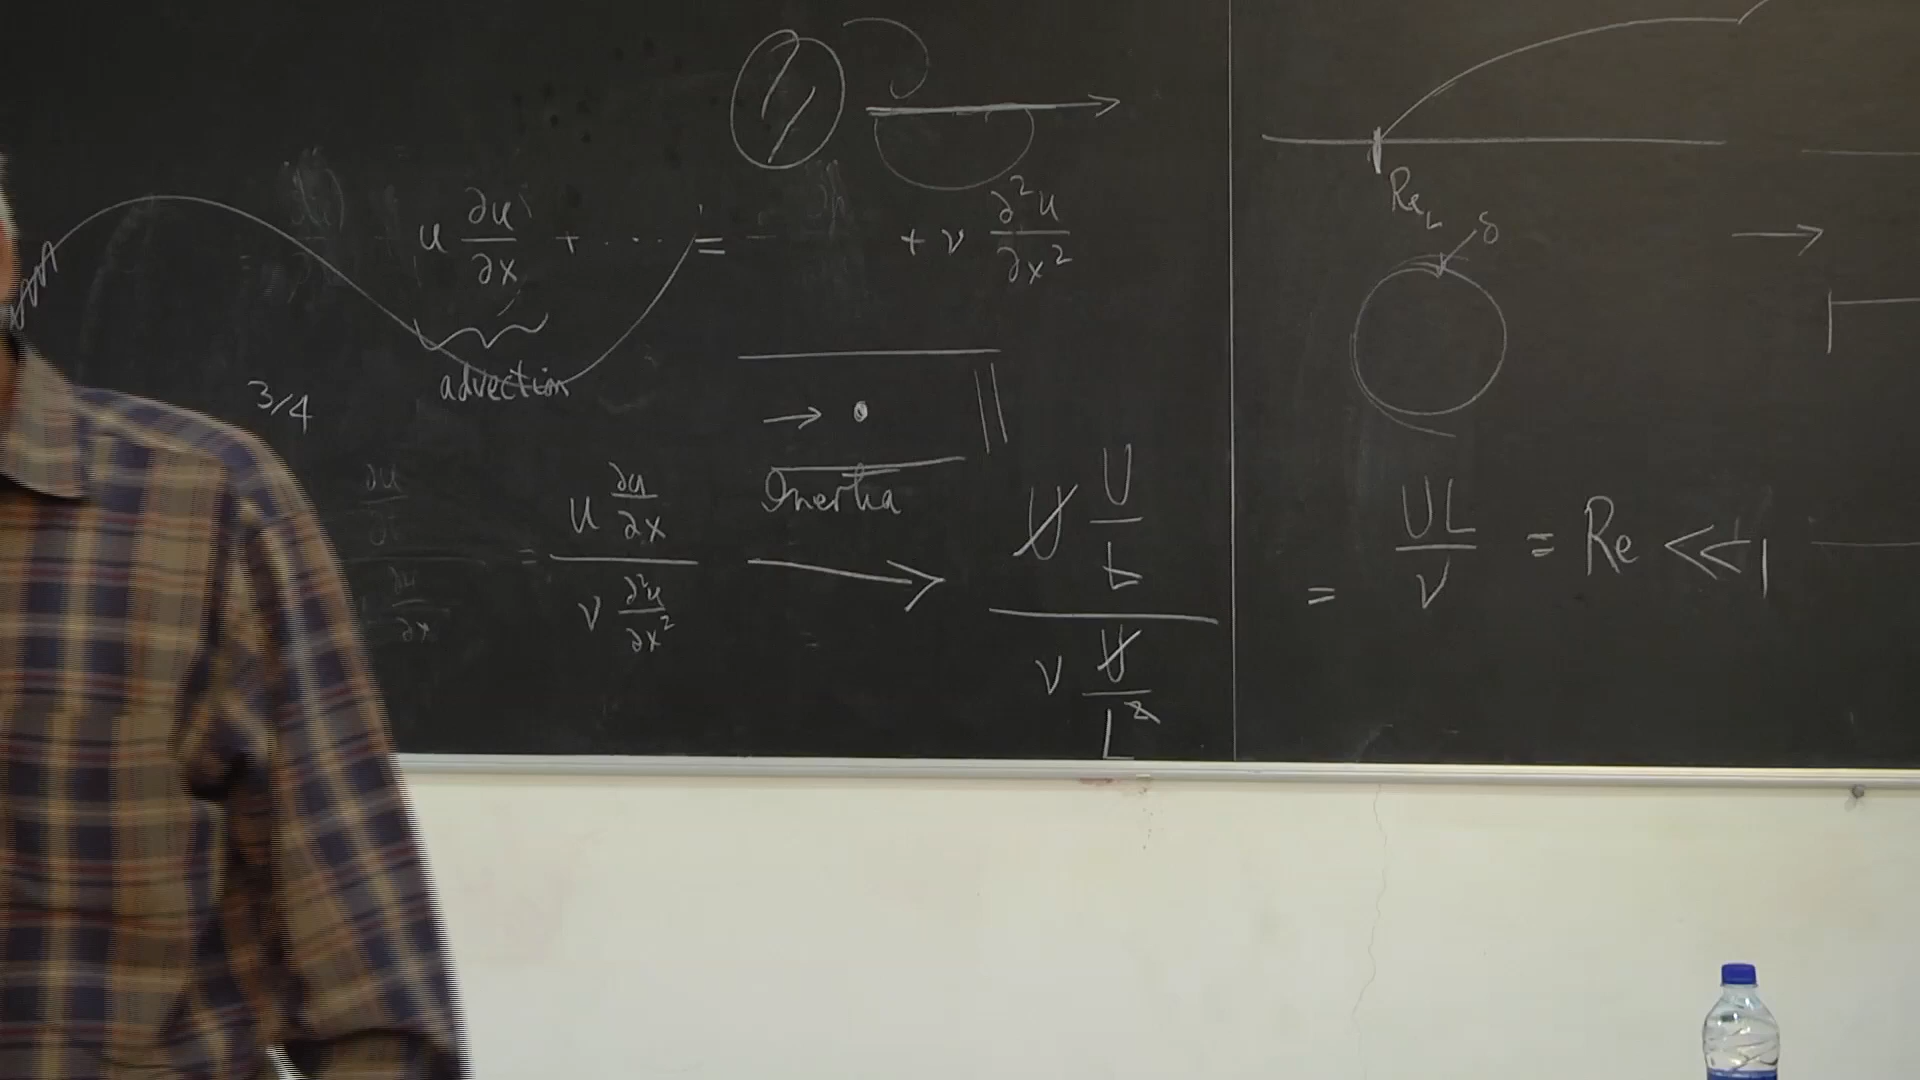 u ∂u/∂x + ···· = + ν ∂²u/∂x²
advection
3/4
Inertia
= u ∂u/∂x / ν ∂²u/∂x² → U U/L / ν U/L²
Re_L
δ
= UL/ν = Re << 1